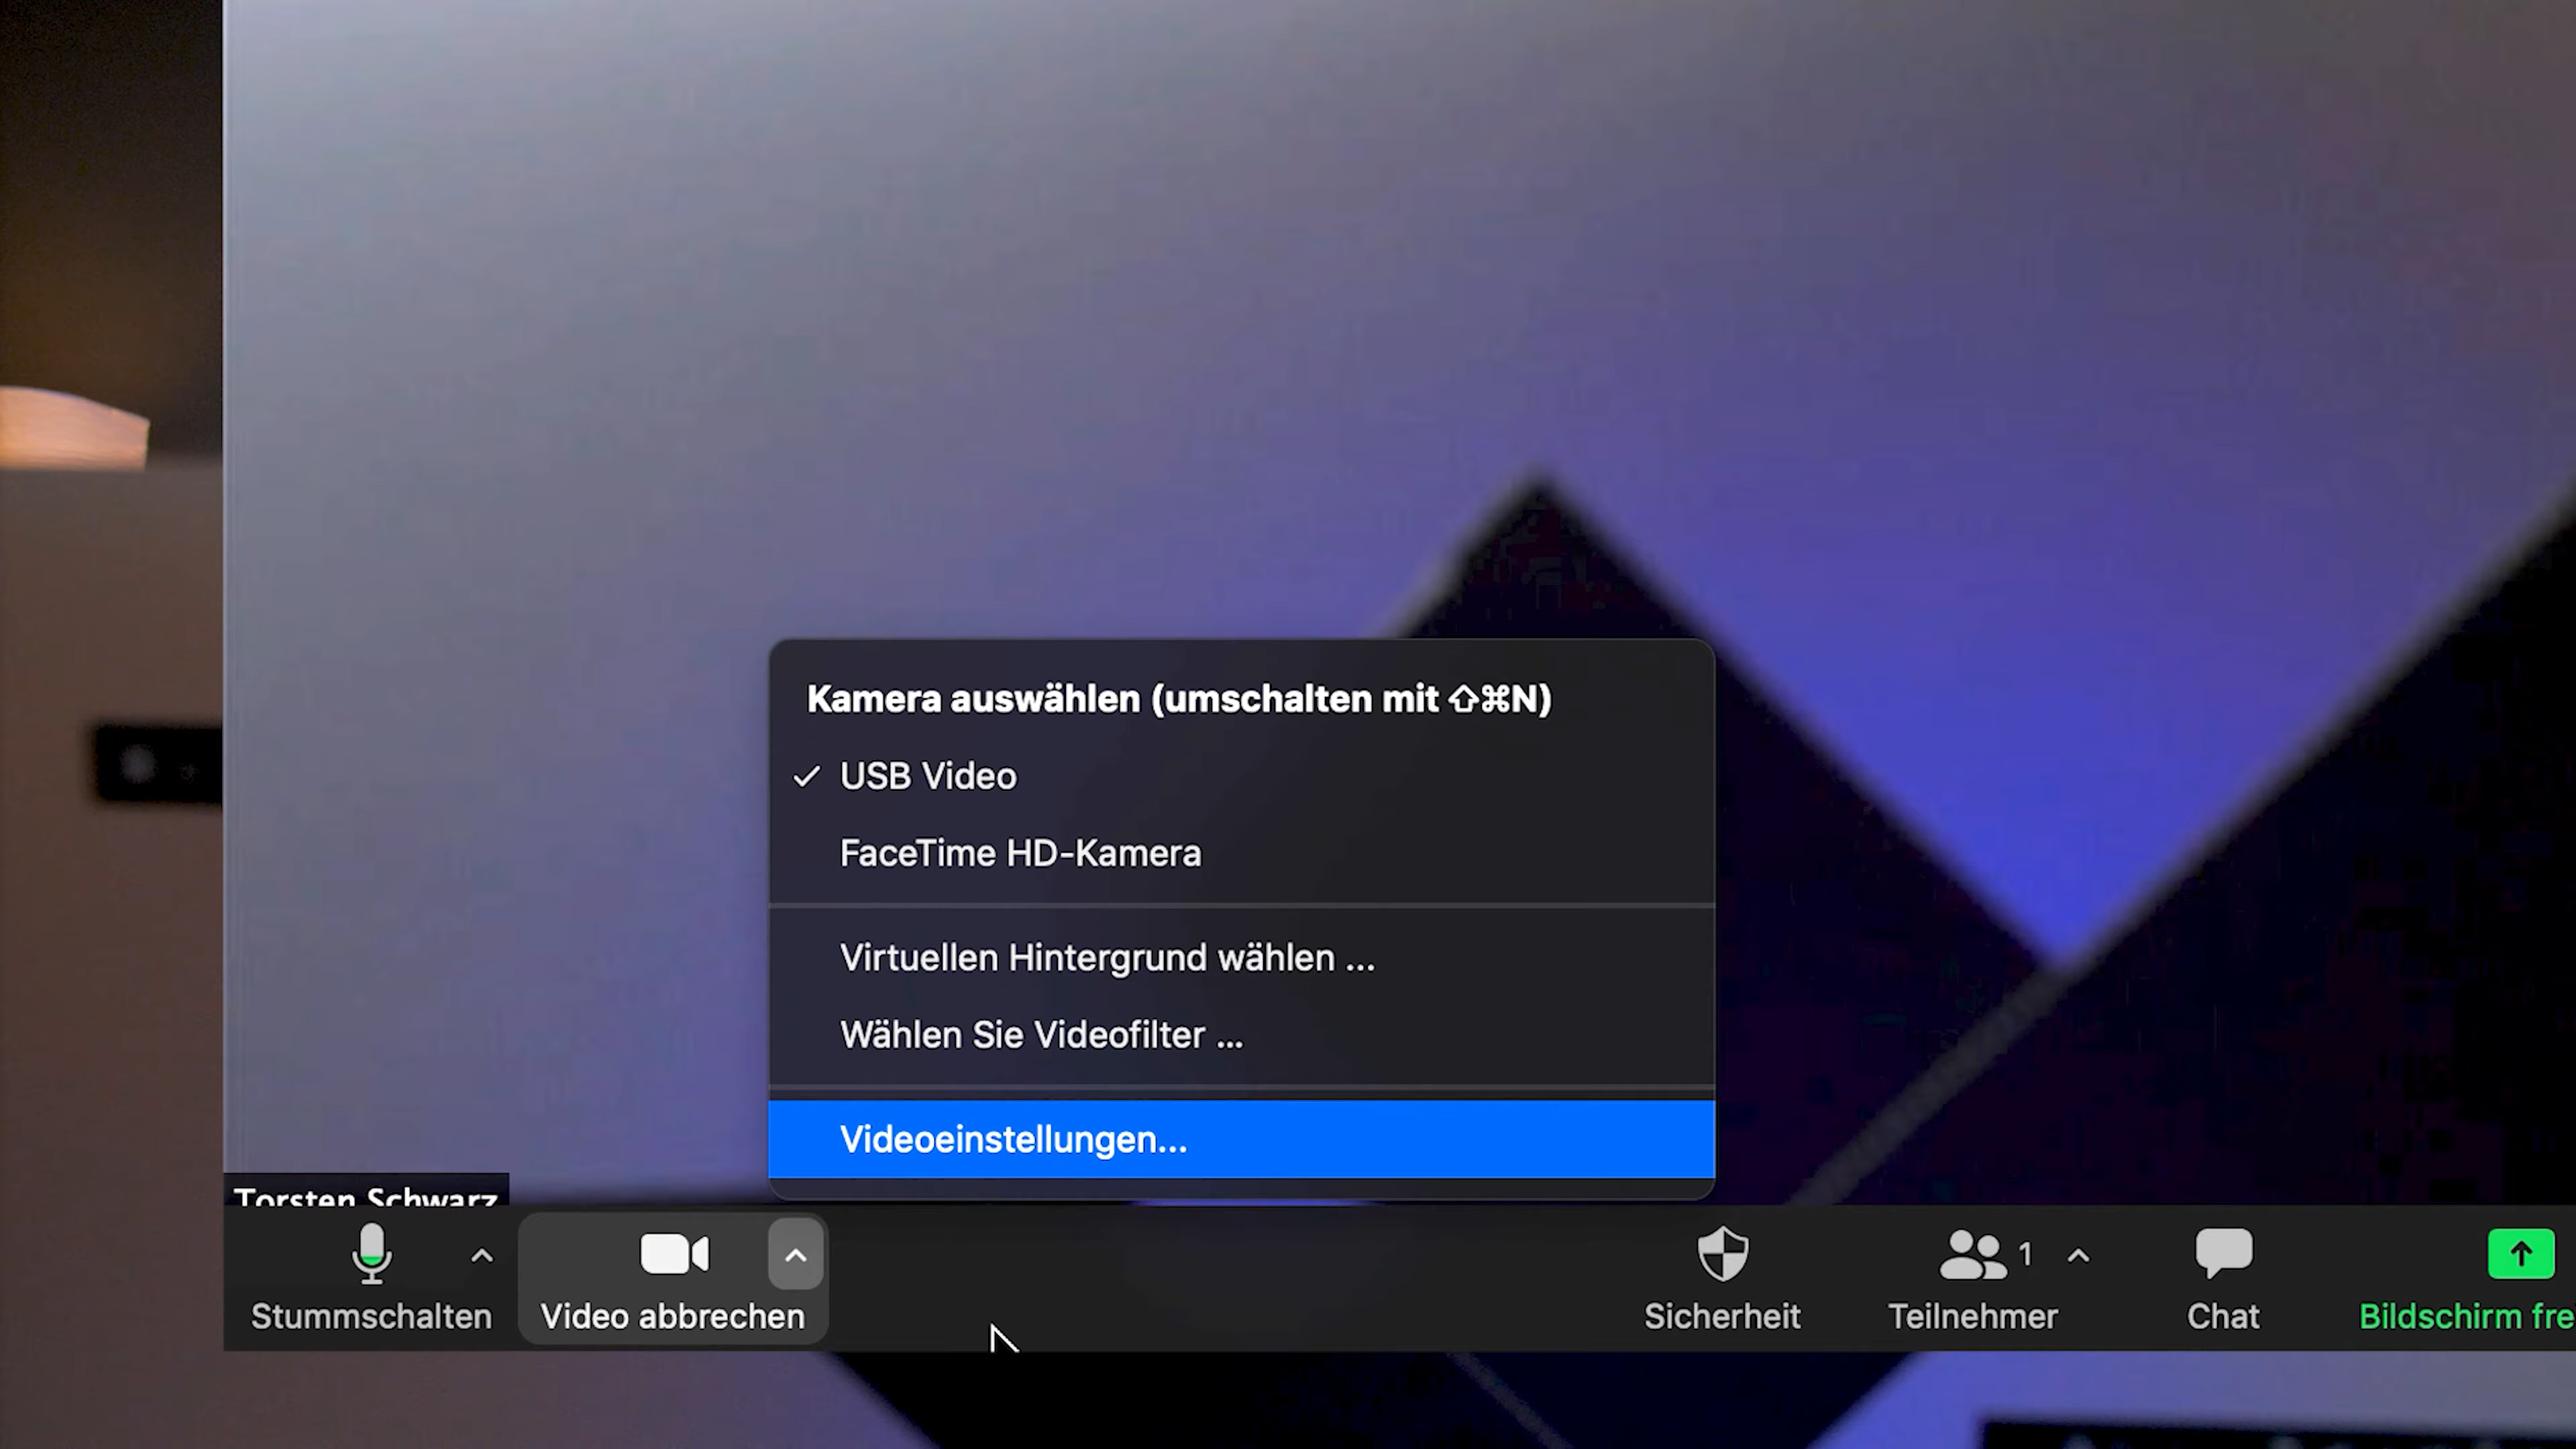 Kamera auswählen (umschalten mit ⇧⌘N)
✓ USB Video
FaceTime HD-Kamera
Virtuellen Hintergrund wählen ...
Wählen Sie Videofilter ...
Videoeinstellungen...
Torsten Schwarz
Stummschalten
Video abbrechen
Sicherheit
Teilnehmer 1
Chat
Bildschirm fre